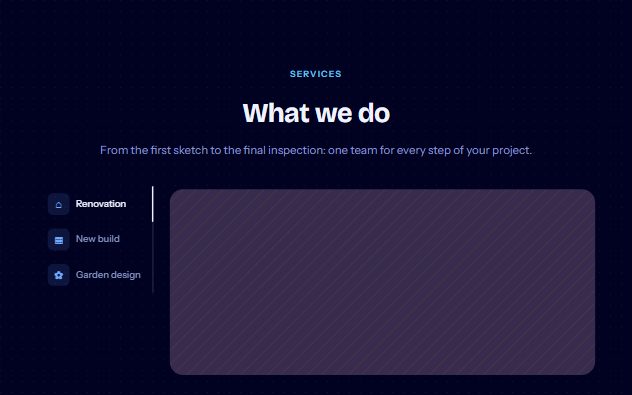 SERVICES
What we do
From the first sketch to the final inspection: one team for every step of your project.
Renovation
New build
Garden design